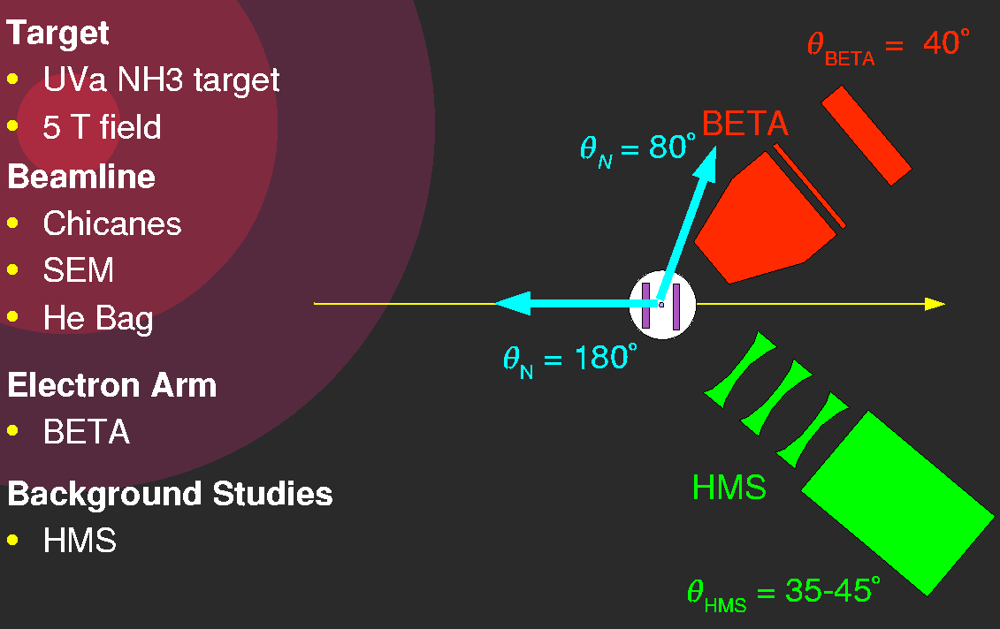 Target
• UVa NH3 target
• 5 T field
Beamline
• Chicanes
• SEM
• He Bag
Electron Arm
• BETA
Background Studies
• HMS
θBETA = 40°
BETA
θN = 80°
θN = 180°
HMS
θHMS = 35-45°